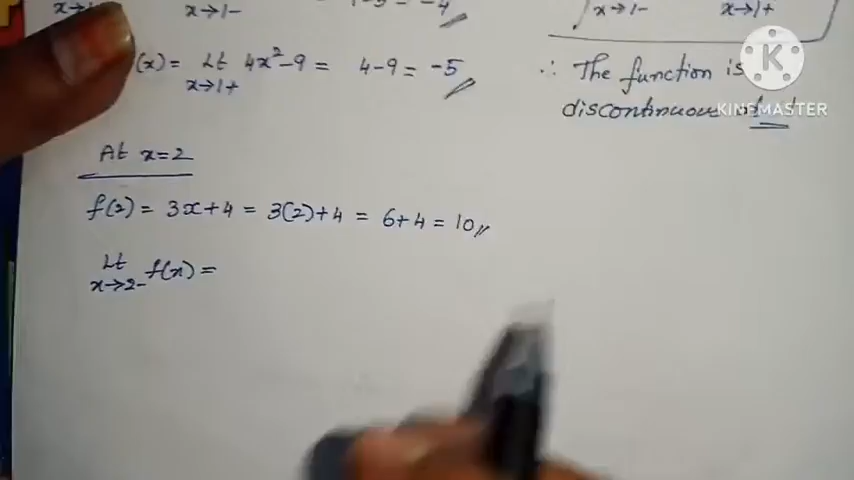 x→1- = -4 x→1- x→1+
(x) = Lt 4x²-9 = 4-9 = -5
x→1+
∴ The function is
discontinuous
K
KINEMASTER
At x=2
f(2) = 3x+4 = 3(2)+4 = 6+4 = 10
Lt f(x) =
x→2-